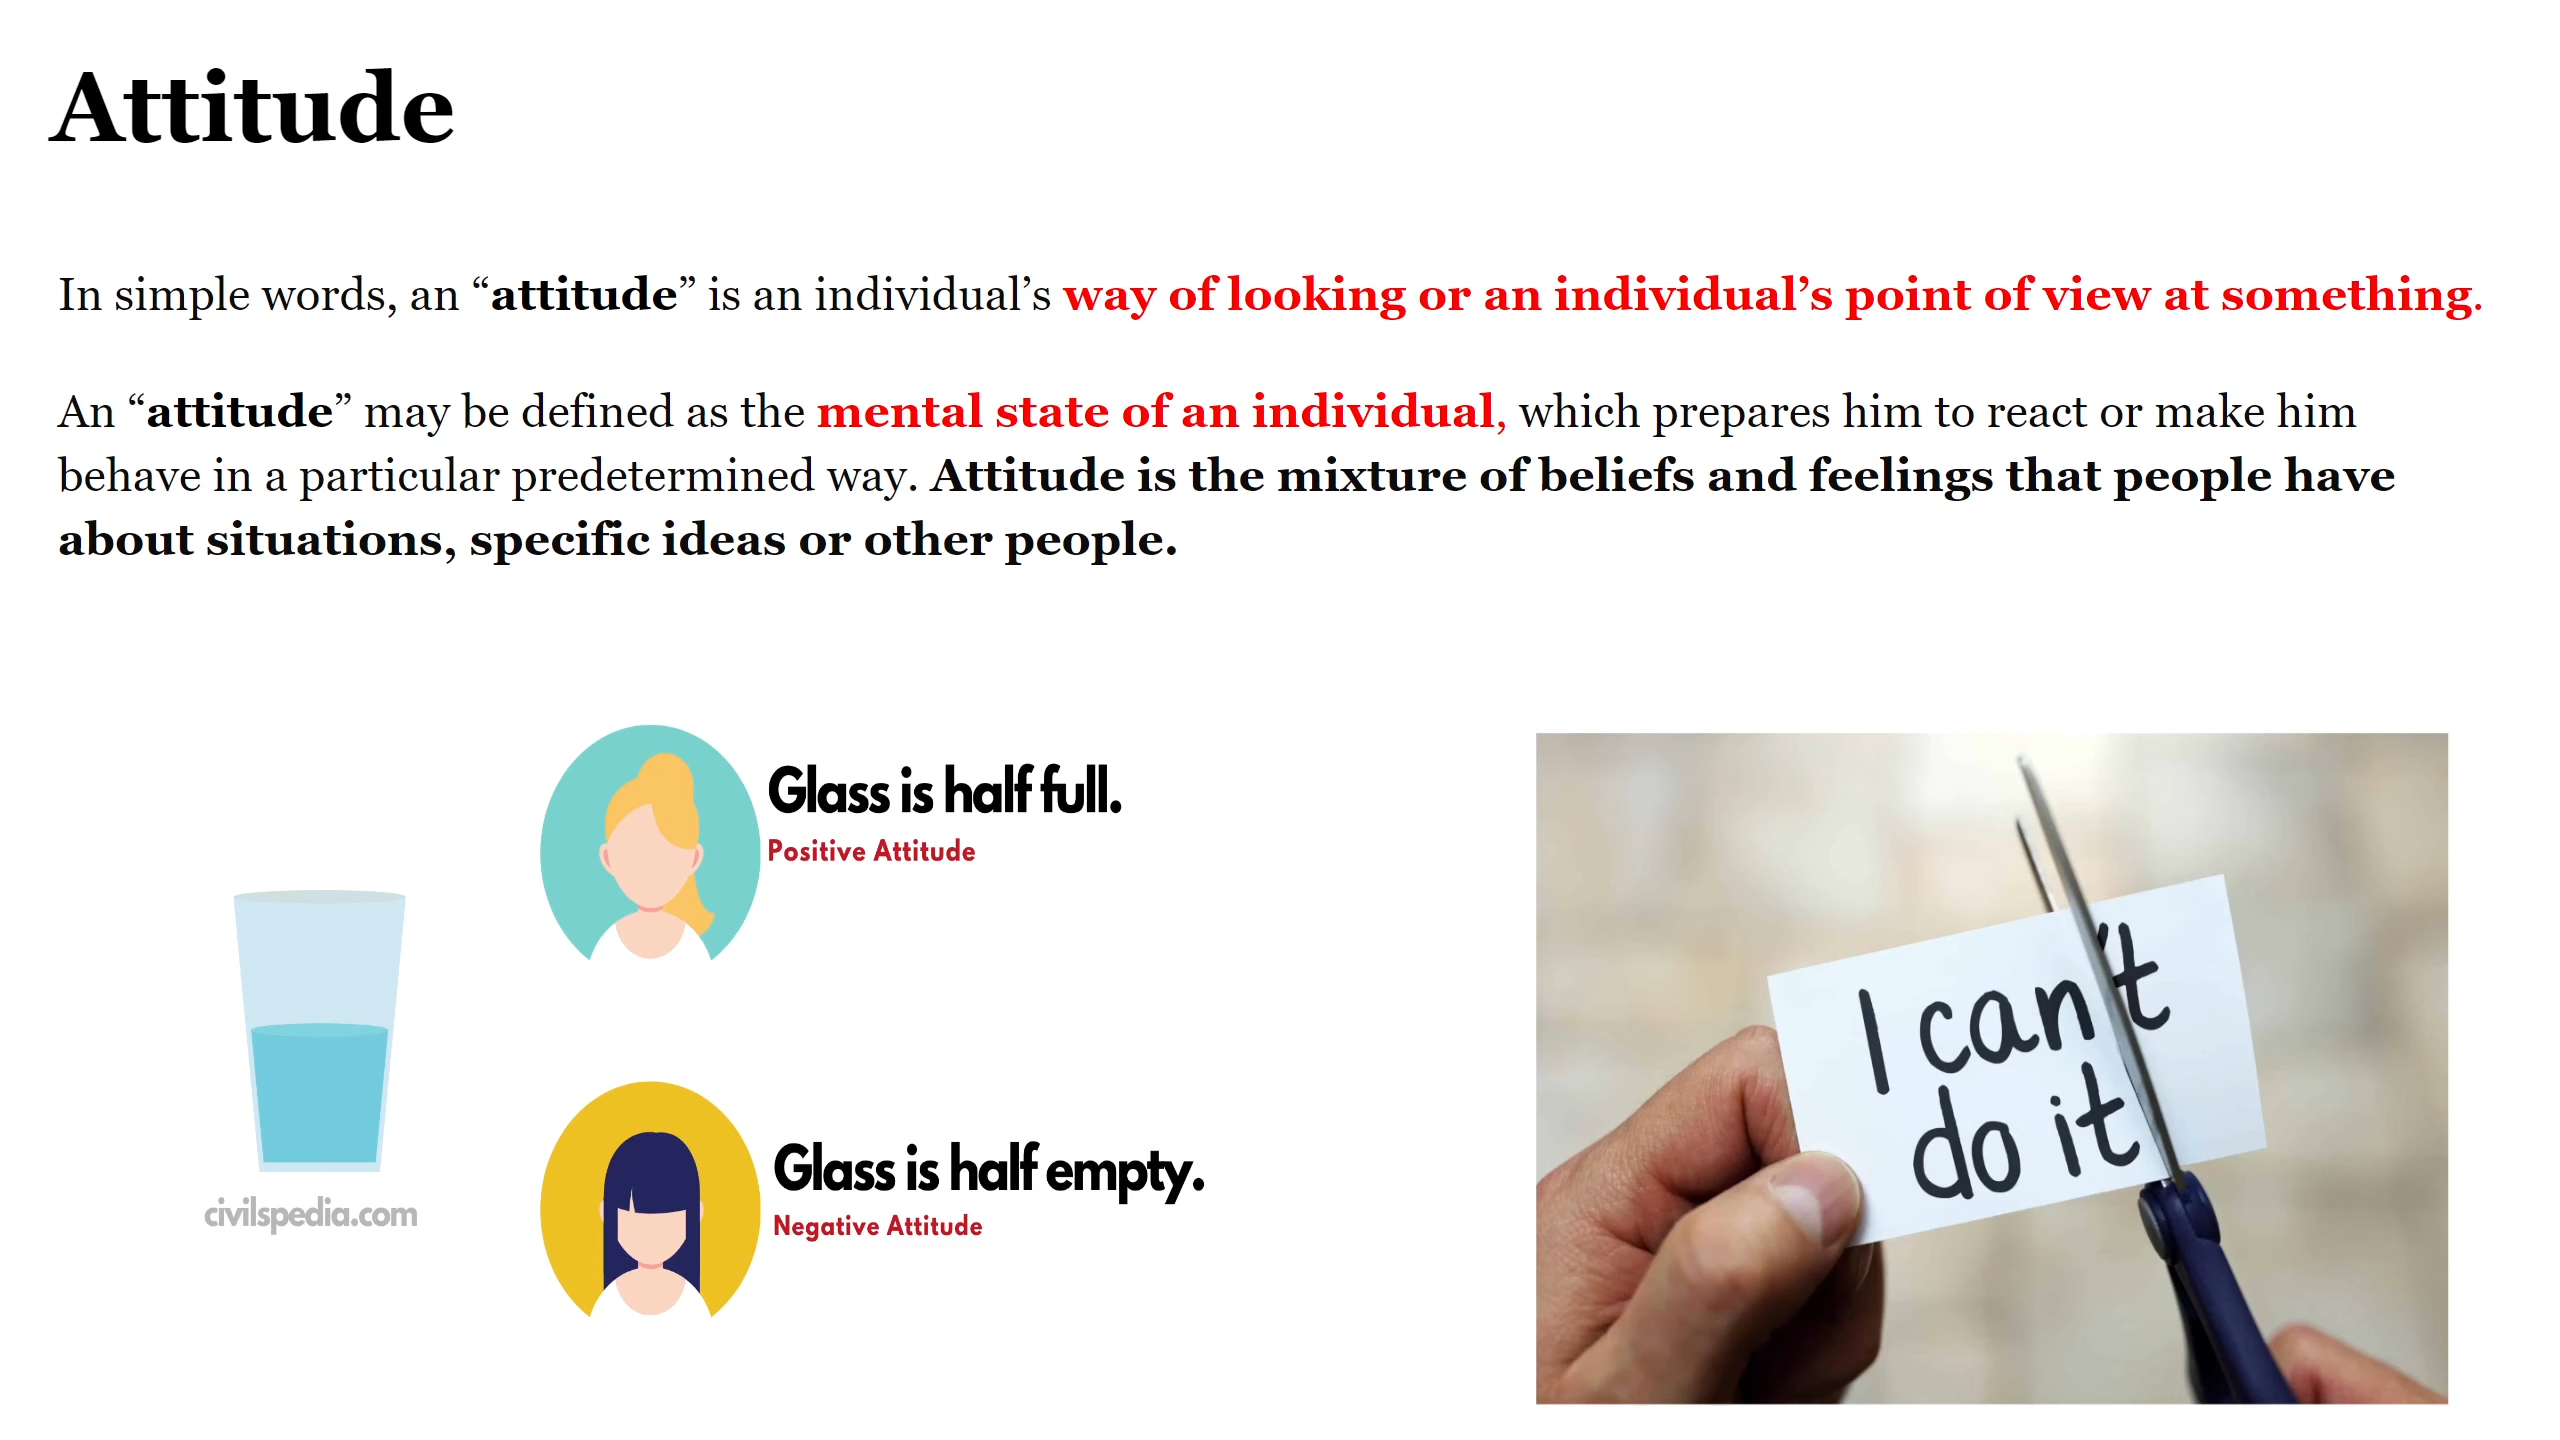 Attitude
In simple words, an “attitude” is an individual’s way of looking or an individual’s point of view at something.
An “attitude” may be defined as the mental state of an individual, which prepares him to react or make him
behave in a particular predetermined way. Attitude is the mixture of beliefs and feelings that people have
about situations, specific ideas or other people.
Glass is half full.
Positive Attitude
civilspedia.com
Glass is half empty.
Negative Attitude
I can't
do it